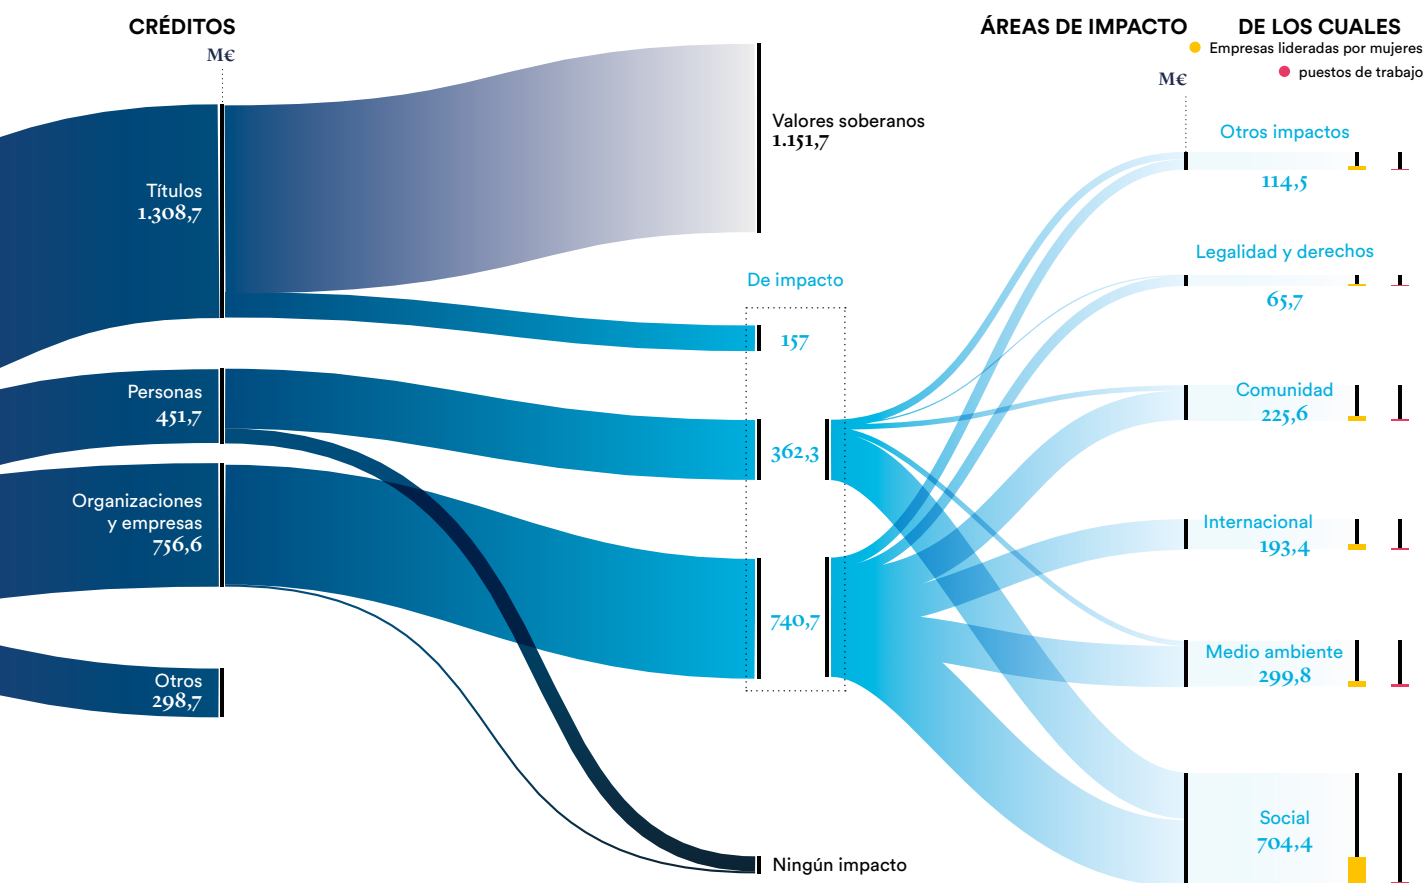 CRÉDITOS
M€
Títulos
1.308,7
Personas
451,7
Organizaciones
y empresas
756,6
Otros
298,7
Valores soberanos
1.151,7
De impacto
157
362,3
740,7
Ningún impacto
ÁREAS DE IMPACTO
M€
DE LOS CUALES
Empresas lideradas por mujeres
puestos de trabajo
Otros impactos
114,5
Legalidad y derechos
65,7
Comunidad
225,6
Internacional
193,4
Medio ambiente
299,8
Social
704,4